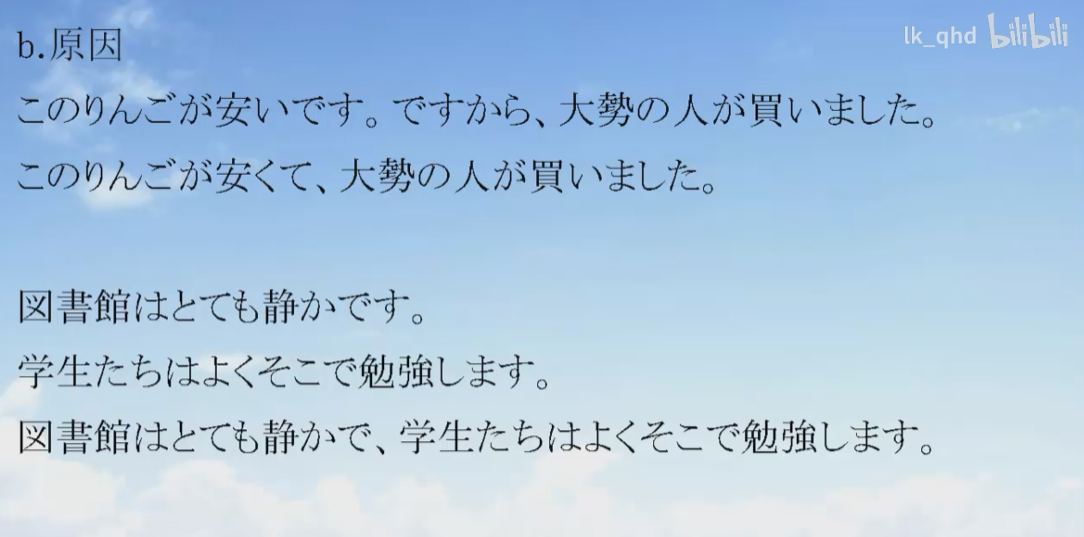 lk_qhd bilibili
b.原因
このりんごが安いです。ですから、大勢の人が買いました。
このりんごが安くて、大勢の人が買いました。
図書館はとても静かです。
学生たちはよくそこで勉強します。
図書館はとても静かで、学生たちはよくそこで勉強します。